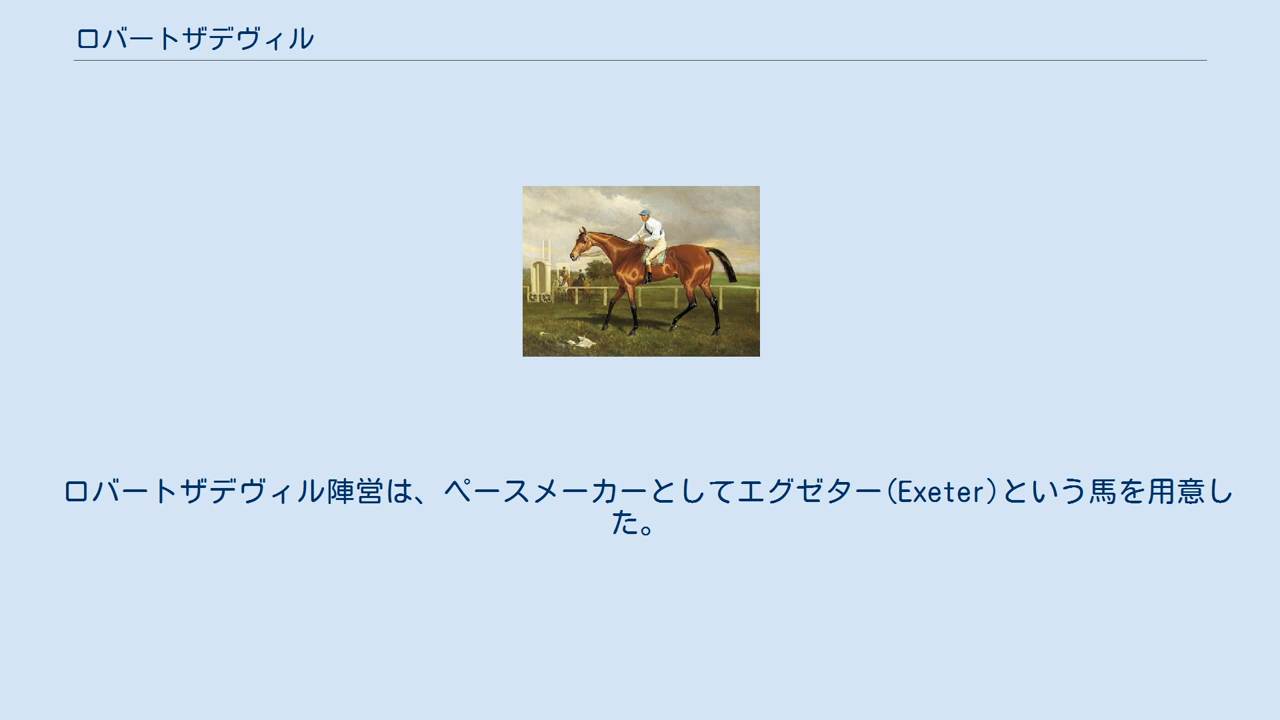 ロバートザデヴィル
ロバートザデヴィル陣営は、ペースメーカーとしてエグゼター(Exeter)という馬を用意し
た。